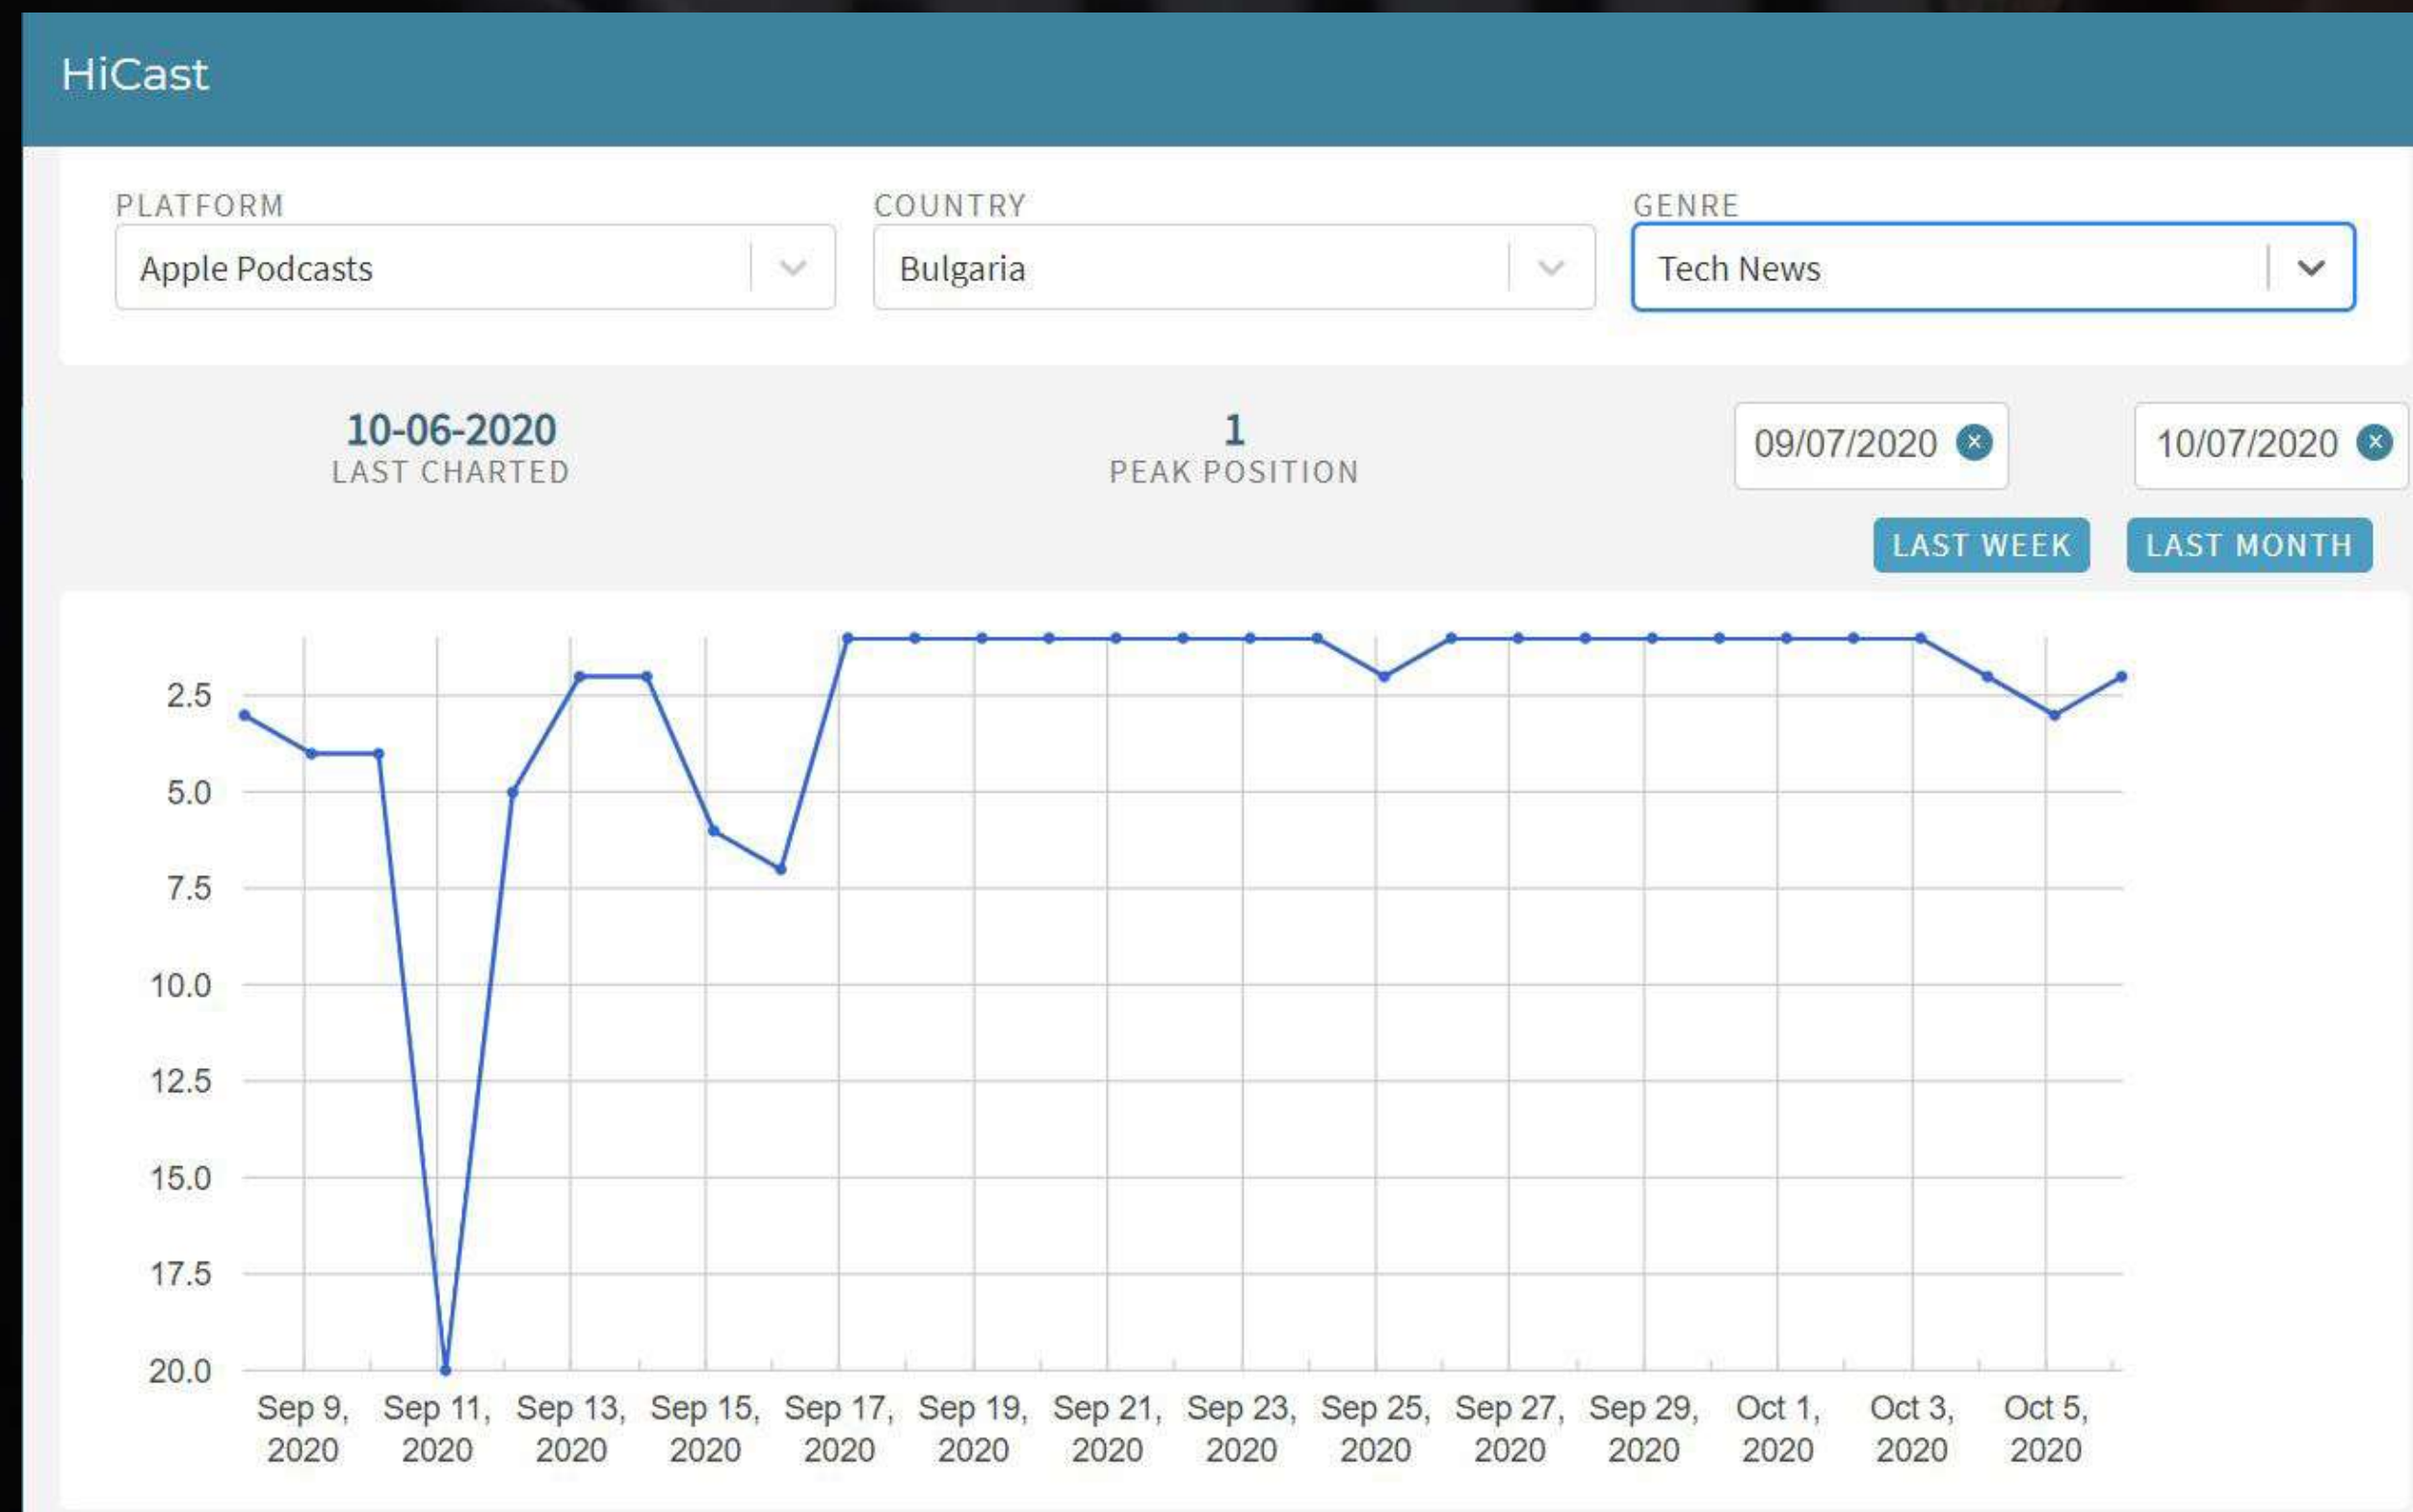 HiCast
PLATFORM COUNTRY GENRE
Apple Podcasts Bulgaria Tech News
10-06-2020 1 09/07/2020 10/07/2020
LAST CHARTED PEAK POSITION
LAST WEEK LAST MONTH
2.5
5.0
7.5
10.0
12.5
15.0
17.5
20.0
Sep 9, Sep 11, Sep 13, Sep 15, Sep 17, Sep 19, Sep 21, Sep 23, Sep 25, Sep 27, Sep 29, Oct 1, Oct 3, Oct 5,
2020 2020 2020 2020 2020 2020 2020 2020 2020 2020 2020 2020 2020 2020